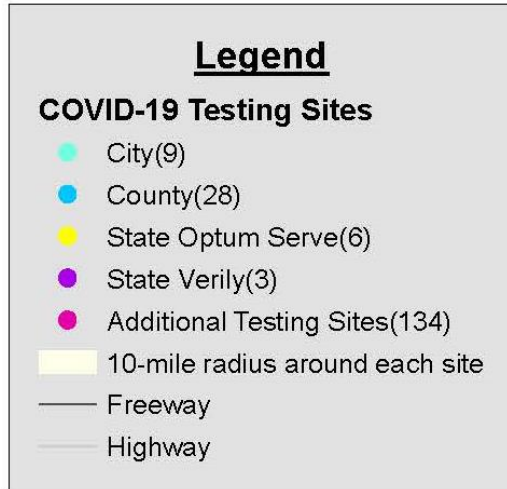 Legend
COVID-19 Testing Sites
City(9)
County(28)
State Optum Serve(6)
State Verily(3)
Additional Testing Sites(134)
10-mile radius around each site
Freeway
Highway